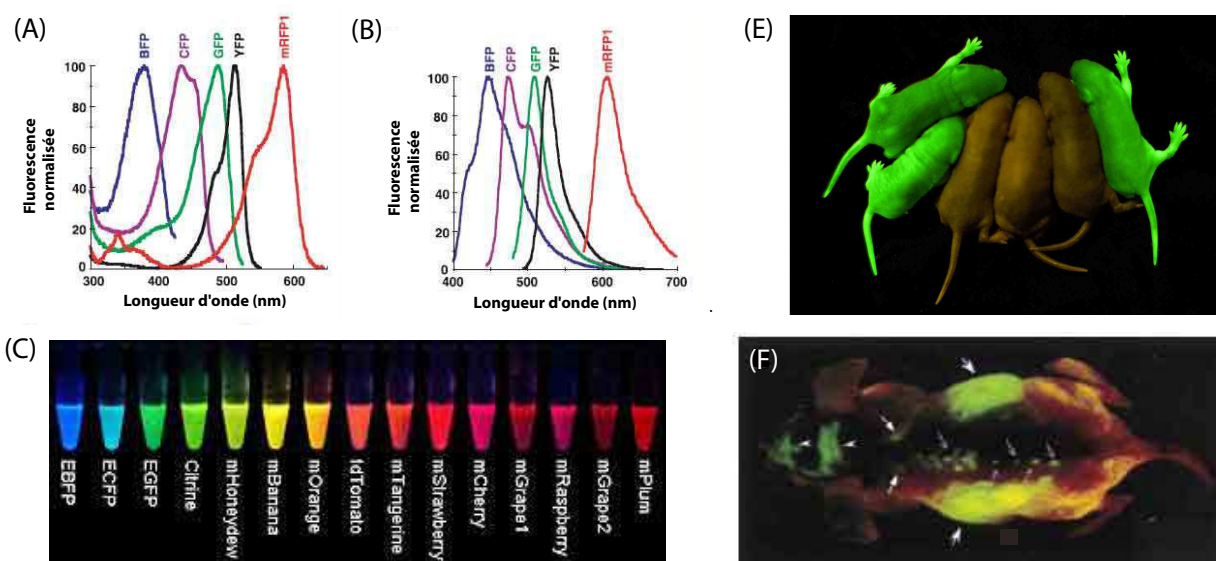 (A)
BFP
CFP
GFP
YFP
mRFP1
100
80
60
40
20
0
Fluorescence
normalisée
300
400
500
600
Longueur d'onde (nm)
(B)
BFP
CFP
GFP
YFP
mRFP1
100
80
60
40
20
0
Fluorescence
normalisée
400
500
600
700
Longueur d'onde (nm)
(E)
(C)
EBFP
ECFP
EGFP
Citrine
mHoneydew
mBanana
mOrange
tdTomato
mTangerine
mStrawberry
mCherry
mGrape1
mRaspberry
mGrape2
mPlum
(F)